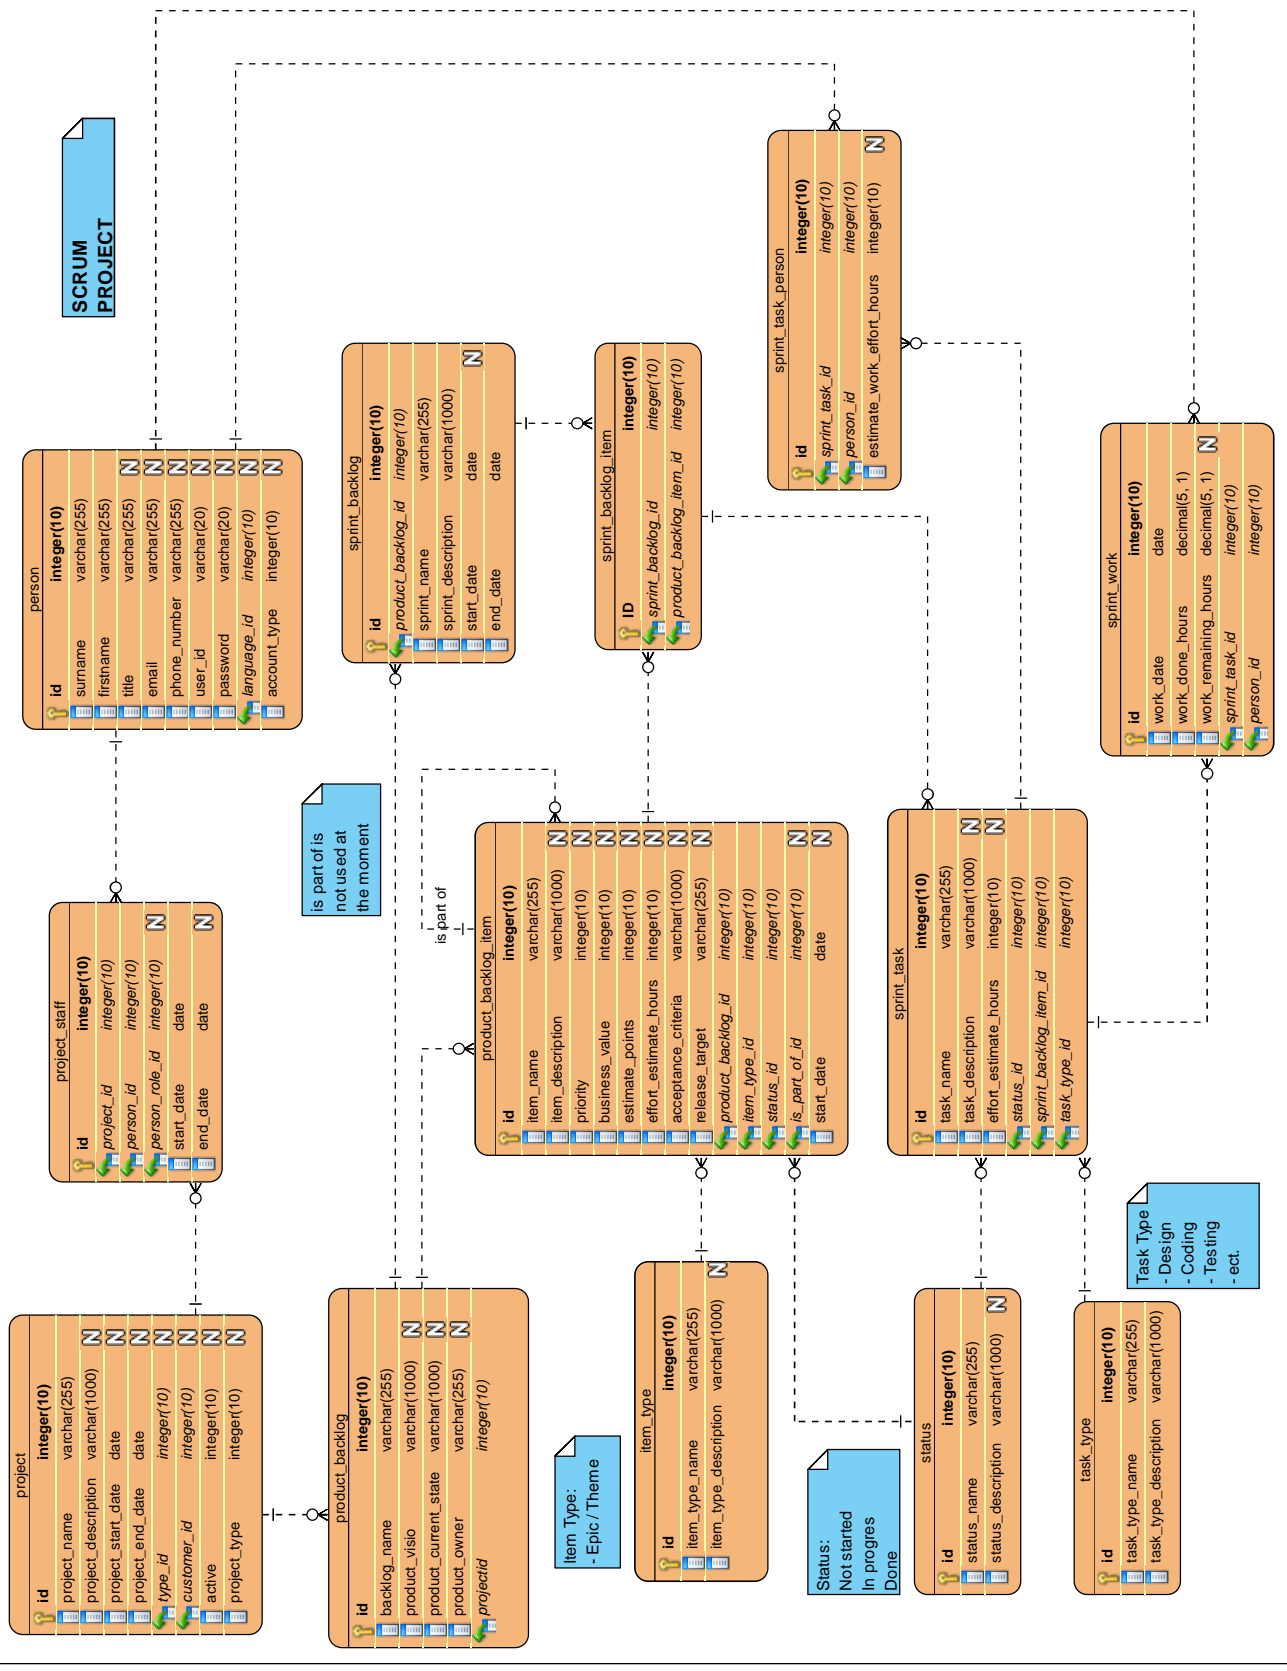 SCRUM
PROJECT
project
id integer(10)
project_name varchar(255)
project_description varchar(1000) N
project_start_date date N
project_end_date date N
type_id integer(10) N
customer_id integer(10) N
active integer(10) N
project_type integer(10) N
project_staff
id integer(10)
project_id integer(10)
person_id integer(10)
person_role_id integer(10) N
start_date date
end_date date N
person
id integer(10)
surname varchar(255)
firstname varchar(255)
title varchar(255) N
email varchar(255) N
phone_number varchar(255) N
user_id varchar(20) N
password varchar(20) N
language_id integer(10) N
account_type integer(10) N
product_backlog
id integer(10)
backlog_name varchar(255)
product_visio varchar(1000) N
product_current_state varchar(1000) N
product_owner varchar(255) N
projectid integer(10)
is part of is
not used at
the moment
sprint_backlog
id integer(10)
product_backlog_id integer(10)
sprint_name varchar(255)
sprint_description varchar(1000)
start_date date N
end_date date
is part of
product_backlog_item
id integer(10)
item_name varchar(255)
item_description varchar(1000) N
priority integer(10) N
business_value integer(10) N
estimate_points integer(10) N
effort_estimate_hours integer(10) N
acceptance_criteria varchar(1000) N
release_target varchar(255) N
product_backlog_id integer(10)
item_type_id integer(10)
status_id integer(10)
is_part_of_id integer(10) N
start_date date N
sprint_backlog_item
ID integer(10)
sprint_backlog_id integer(10)
product_backlog_item_id integer(10)
Item Type:
- Epic / Theme
item_type
id integer(10)
item_type_name varchar(255)
item_type_description varchar(1000) N
sprint_task_person
id integer(10)
sprint_task_id integer(10)
person_id integer(10)
estimate_work_effort_hours integer(10) N
Status:
Not started
In progres
Done
status
id integer(10)
status_name varchar(255)
status_description varchar(1000) N
sprint_task
id integer(10)
task_name varchar(255)
task_description varchar(1000) N
effort_estimate_hours integer(10) N
status_id integer(10)
sprint_backlog_item_id integer(10)
task_type_id integer(10)
task_type
id integer(10)
task_type_name varchar(255)
task_type_description varchar(1000)
Task Type
- Design
- Coding
- Testing
- ect.
sprint_work
id integer(10)
work_date date
work_done_hours decimal(5, 1)
work_remaining_hours decimal(5, 1) N
sprint_task_id integer(10)
person_id integer(10)